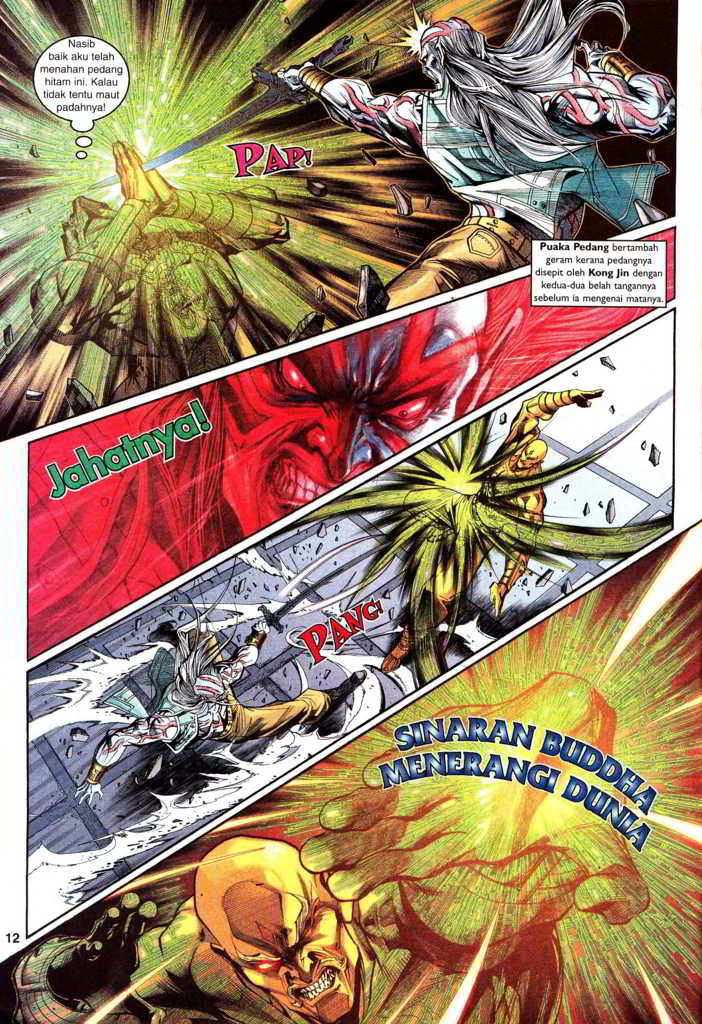 Nasib
baik aku telah
menahan pedang
hitam ini. Kalau
tidak tentu maut
padahnya!
PAP!
Puaka Pedang bertambah
geram kerana pedangnya
disepit oleh Kong Jin dengan
kedua-dua belah tangannya
sebelum ia mengenai matanya.
Jahatnya!
PANG!
SINARAN BUDDHA
MENERANGI DUNIA
12